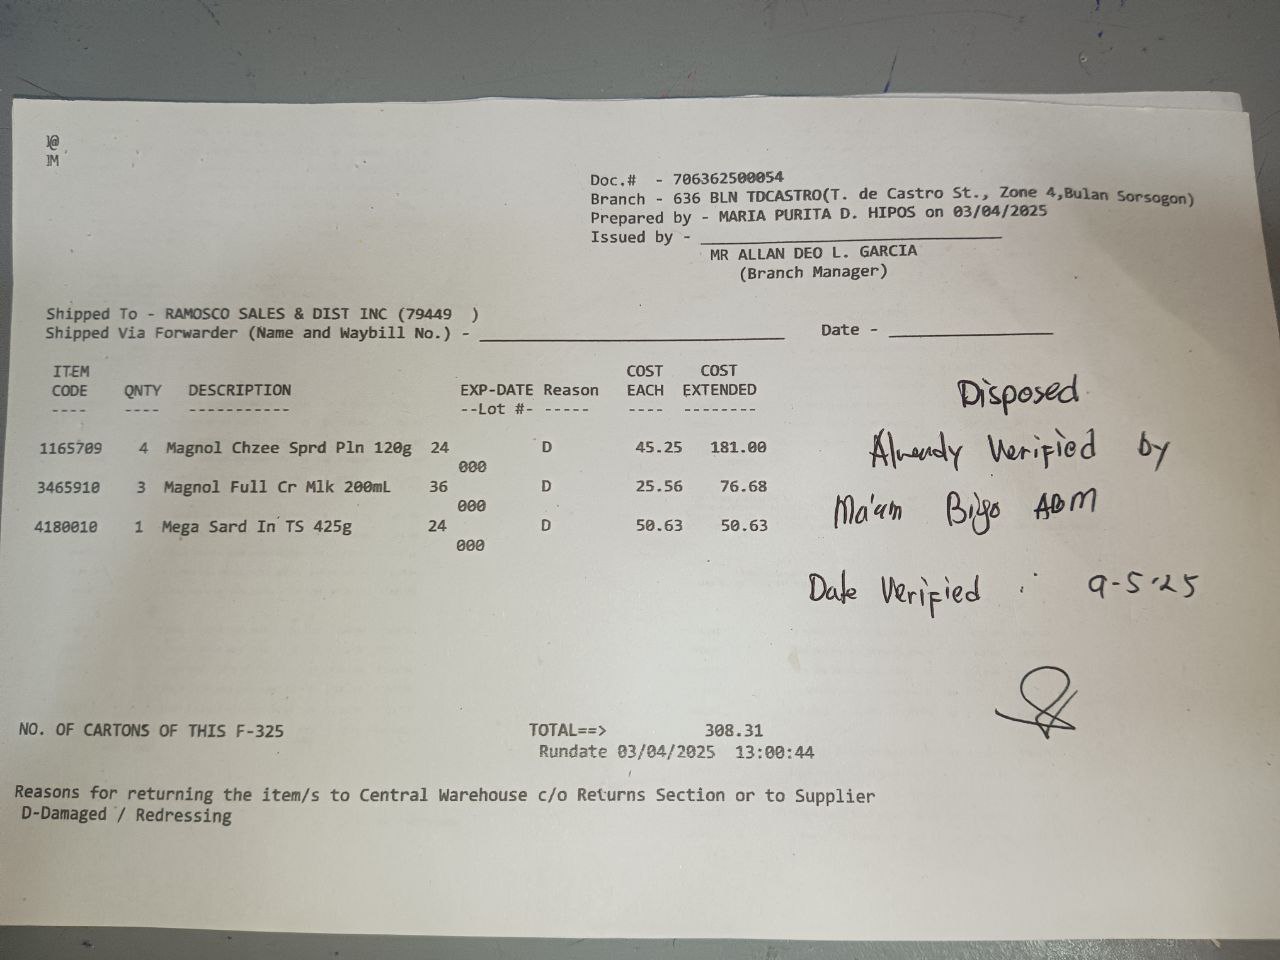 ]@
]M
Doc.# - 706362500054
Branch - 636 BLN TDCASTRO(T. de Castro St., Zone 4,Bulan Sorsogon)
Prepared by - MARIA PURITA D. HIPOS on 03/04/2025
Issued by -
MR ALLAN DEO L. GARCIA
(Branch Manager)
Shipped To - RAMOSCO SALES & DIST INC (79449 )
Shipped Via Forwarder (Name and Waybill No.) - Date -
ITEM COST COST
CODE QNTY DESCRIPTION EXP-DATE Reason EACH EXTENDED
---- ---- ----------- --Lot #- ----- ---- --------
1165709 4 Magnol Chzee Sprd Pln 120g 24 D 45.25 181.00
000
3465910 3 Magnol Full Cr Mlk 200mL 36 D 25.56 76.68
000
4180010 1 Mega Sard In TS 425g 24 D 50.63 50.63
000
Disposed
Already Verified by
Ma'am Bigo ABM
Date Verified : 9-5-25
NO. OF CARTONS OF THIS F-325 TOTAL==> 308.31
Rundate 03/04/2025 13:00:44
Reasons for returning the item/s to Central Warehouse c/o Returns Section or to Supplier
D-Damaged / Redressing